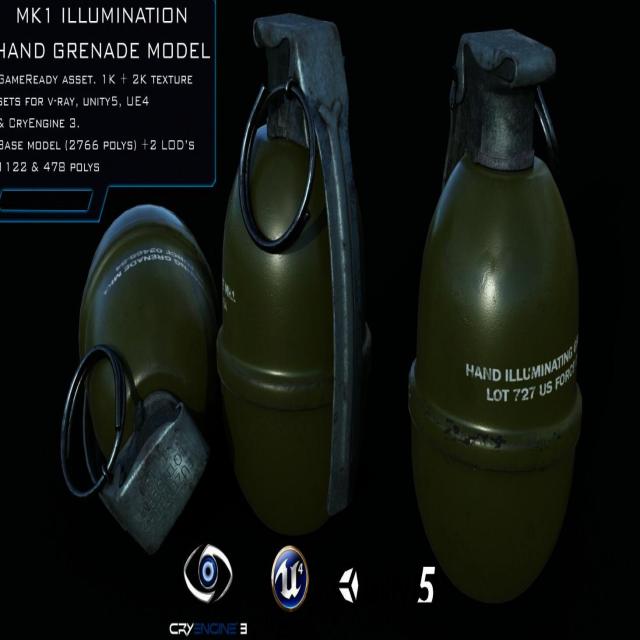 MK1 ILLUMINATION
HAND GRENADE MODEL
GameReady asset. 1K + 2K texture
sets for v-ray, unity5, UE4
& CryEngine 3.
Base model (2766 polys) +2 LOD's
1122 & 478 polys
HAND ILLUMINATING
LOT 727 US
CRYENGINE 3
4
5